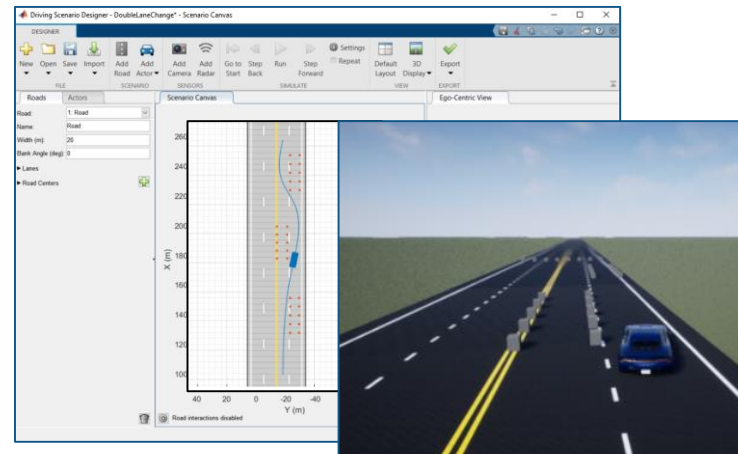 Driving Scenario Designer - DoubleLaneChange* - Scenario Canvas
DESIGNER
New Open Save Import Add Road Add Actor Add Camera Add Radar Go to Start Step Back Run Step Forward Settings Repeat Default Layout 3D Display Export
FILE SCENARIO SENSORS SIMULATE VIEW EXPORT
Roads Actors Scenario Canvas Ego-Centric View
Road: 1: Road
Name: Road
Width (m): 20
Bank Angle (deg): 0
Lanes
Road Centers
260
240
220
200
180
160
140
120
100
X (m)
40 20 0 -20 -40
Y (m)
Road interactions disabled